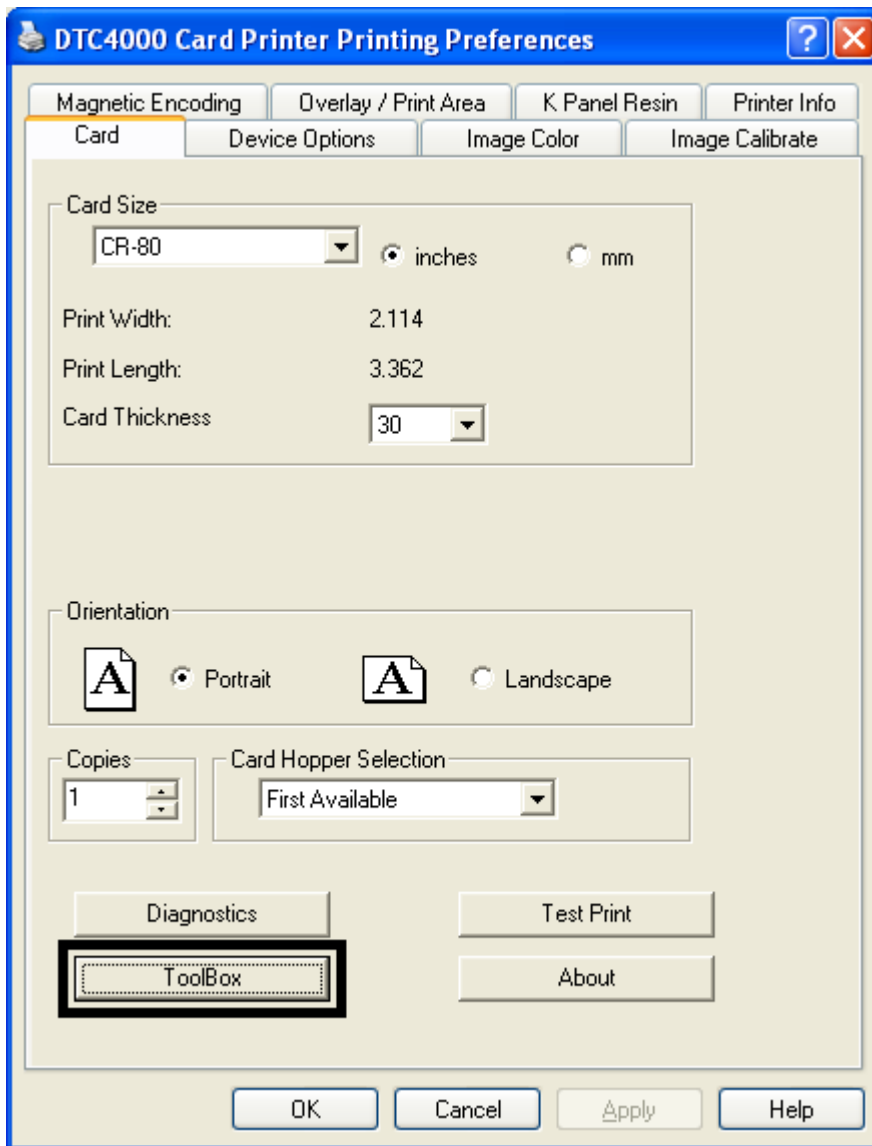 DTC4000 Card Printer Printing Preferences
Magnetic Encoding Overlay / Print Area K Panel Resin Printer Info
Card Device Options Image Color Image Calibrate
Card Size
CR-80 inches mm
Print Width: 2.114
Print Length: 3.362
Card Thickness 30
Orientation
A Portrait A Landscape
Copies Card Hopper Selection
1 First Available
Diagnostics Test Print
ToolBox About
OK Cancel Apply Help